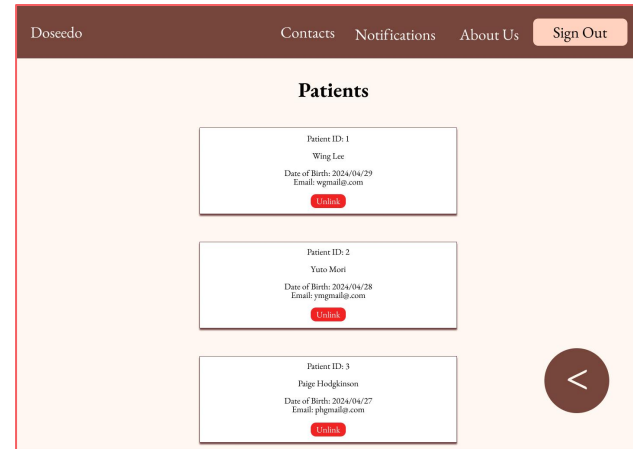 Doseedo Contacts Notifications About Us Sign Out
Patients
Patient ID: 1
Wing Lee
Date of Birth: 2024/04/29
Email: wgmail@.com
Unlink
Patient ID: 2
Yuto Mori
Date of Birth: 2024/04/28
Email: ymgmail@.com
Unlink
Patient ID: 3
Paige Hodgkinson
Date of Birth: 2024/04/27
Email: phgmail@.com
Unlink
<